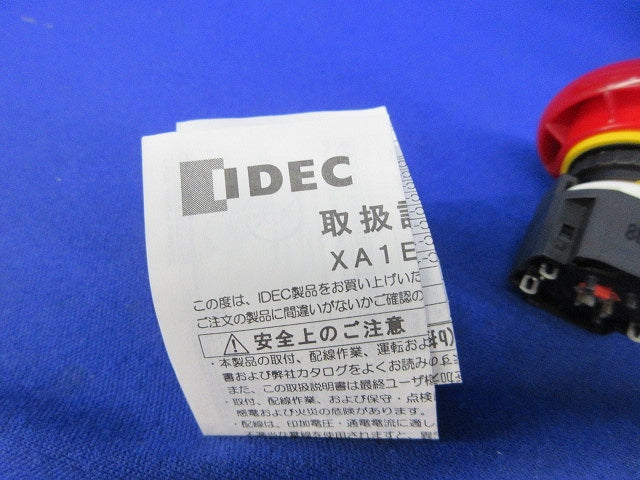 IDEC
取扱
XA1E
この度は、IDEC製品をお買い上げいた
ご注文の製品に間違いがないかご確認の
安全上のご注意
・本製品の取付、配線作業、運転およ
書および弊社カタログをよくお読みの
また、この取扱説明書は最終ユーザ
・取付、配線作業、および保守・点検
感電および火災の危険があります。
・配線は、印加電圧・通電電流に適し